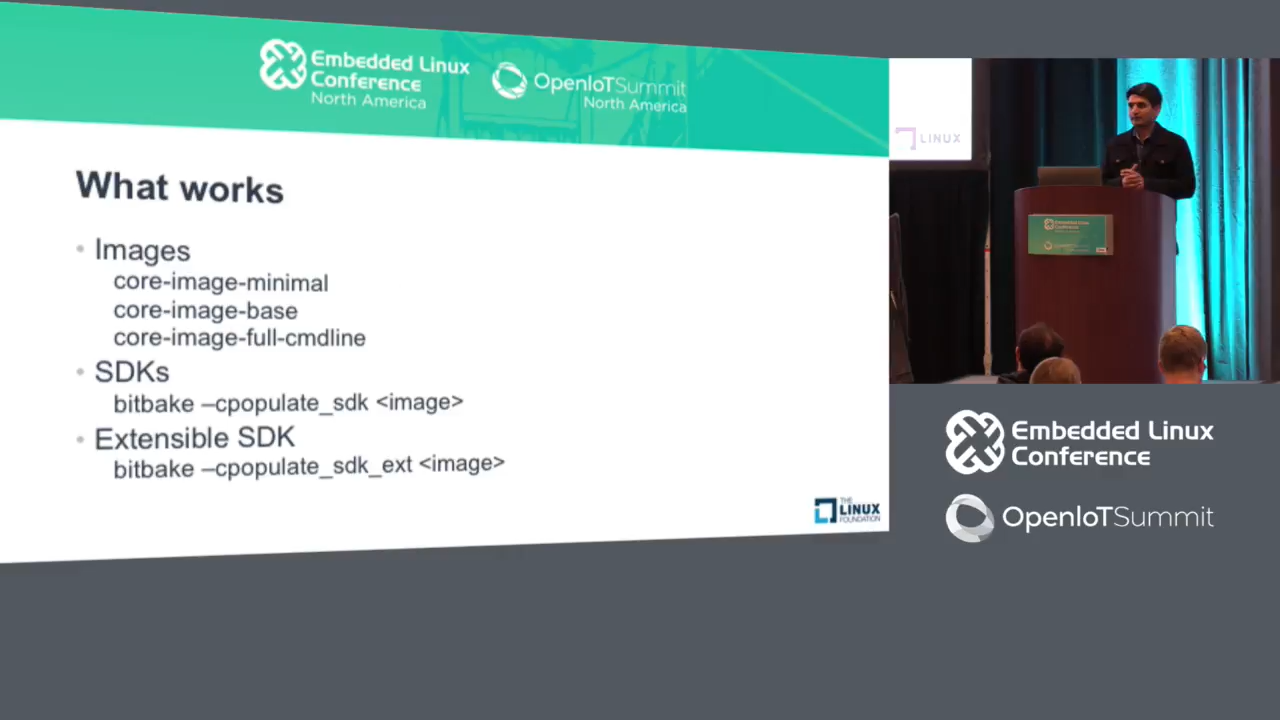 Embedded Linux
Conference
North America
OpenIoTSummit
North America
What works
• Images
core-image-minimal
core-image-base
core-image-full-cmdline
• SDKs
bitbake –cpopulate_sdk <image>
• Extensible SDK
bitbake –cpopulate_sdk_ext <image>
THE
LINUX
FOUNDATION
LINUX
Embedded Linux
Conference
OpenIoTSummit